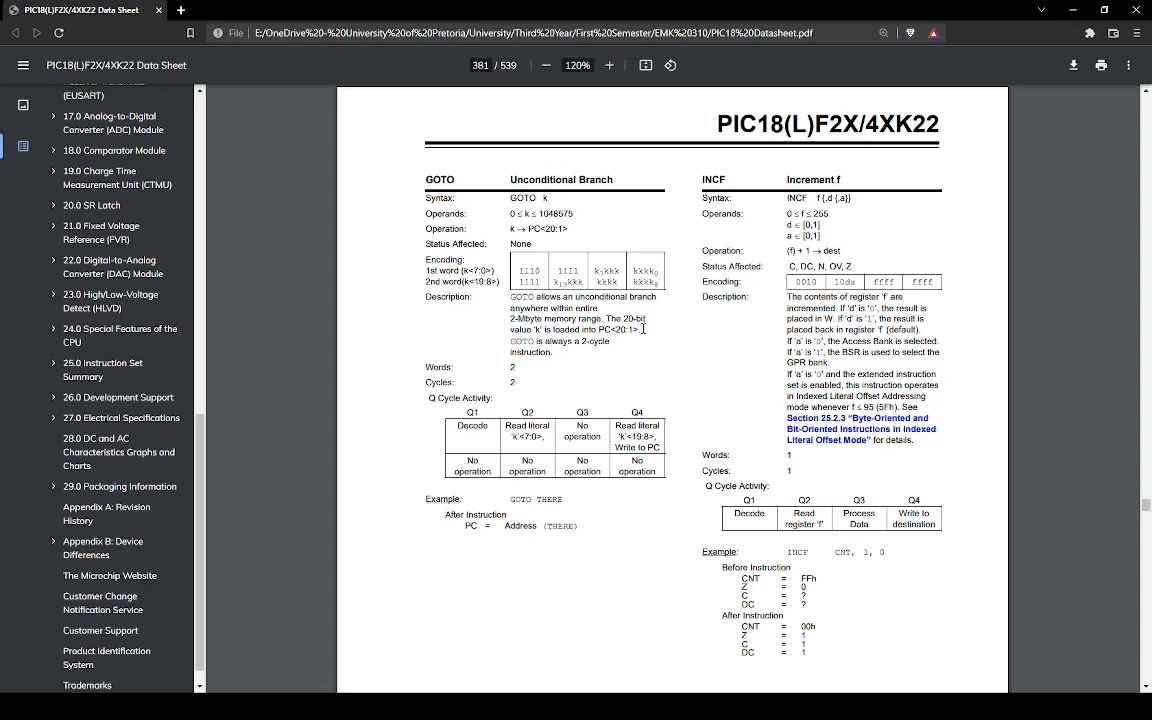 PIC18(L)F2X/4XK22 Data Sheet
File
E:/OneDrive%20-%20University%20of%20Pretoria/University/Third%20Year/First%20Semester/EMK%20310/PIC18%20Datasheet.pdf
PIC18(L)F2X/4XK22 Data Sheet
381 / 539
120%
(EUSART)
17.0 Analog-to-Digital
Converter (ADC) Module
18.0 Comparator Module
19.0 Charge Time
Measurement Unit (CTMU)
20.0 SR Latch
21.0 Fixed Voltage
Reference (FVR)
22.0 Digital-to-Analog
Converter (DAC) Module
23.0 High/Low-Voltage
Detect (HLVD)
24.0 Special Features of the
CPU
25.0 Instruction Set
Summary
26.0 Development Support
27.0 Electrical Specifications
28.0 DC and AC
Characteristics Graphs and
Charts
29.0 Packaging Information
Appendix A: Revision
History
Appendix B: Device
Differences
The Microchip Website
Customer Change
Notification Service
Customer Support
Product Identification
System
Trademarks
PIC18(L)F2X/4XK22
GOTO Unconditional Branch
Syntax: GOTO k
Operands: 0 ≤ k ≤ 1048575
Operation: k → PC<20:1>
Status Affected: None
Encoding:
1st word (k<7:0>) 1110 1111 k₇kkk kkkk₀
2nd word(k<19:8>) 1111 k₁₉kkk kkkk kkkk₈
Description: GOTO allows an unconditional branch
anywhere within entire
2-Mbyte memory range. The 20-bit
value 'k' is loaded into PC<20:1>.
GOTO is always a 2-cycle
instruction.
Words: 2
Cycles: 2
Q Cycle Activity:
Q1 Q2 Q3 Q4
Decode Read literal No Read literal
'k'<7:0>, operation 'k'<19:8>,
Write to PC
No No No No
operation operation operation operation
Example: GOTO THERE
After Instruction
PC = Address (THERE)
INCF Increment f
Syntax: INCF f {,d {,a}}
Operands: 0 ≤ f ≤ 255
d ∈ [0,1]
a ∈ [0,1]
Operation: (f) + 1 → dest
Status Affected: C, DC, N, OV, Z
Encoding: 0010 10da ffff ffff
Description: The contents of register 'f' are
incremented. If 'd' is '0', the result is
placed in W. If 'd' is '1', the result is
placed back in register 'f' (default).
If 'a' is '0', the Access Bank is selected.
If 'a' is '1', the BSR is used to select the
GPR bank.
If 'a' is '0' and the extended instruction
set is enabled, this instruction operates
in Indexed Literal Offset Addressing
mode whenever f ≤ 95 (5Fh). See
Section 25.2.3 “Byte-Oriented and
Bit-Oriented Instructions in Indexed
Literal Offset Mode” for details.
Words: 1
Cycles: 1
Q Cycle Activity:
Q1 Q2 Q3 Q4
Decode Read Process Write to
register 'f' Data destination
Example: INCF CNT, 1, 0
Before Instruction
CNT = FFh
Z = 0
C = ?
DC = ?
After Instruction
CNT = 00h
Z = 1
C = 1
DC = 1